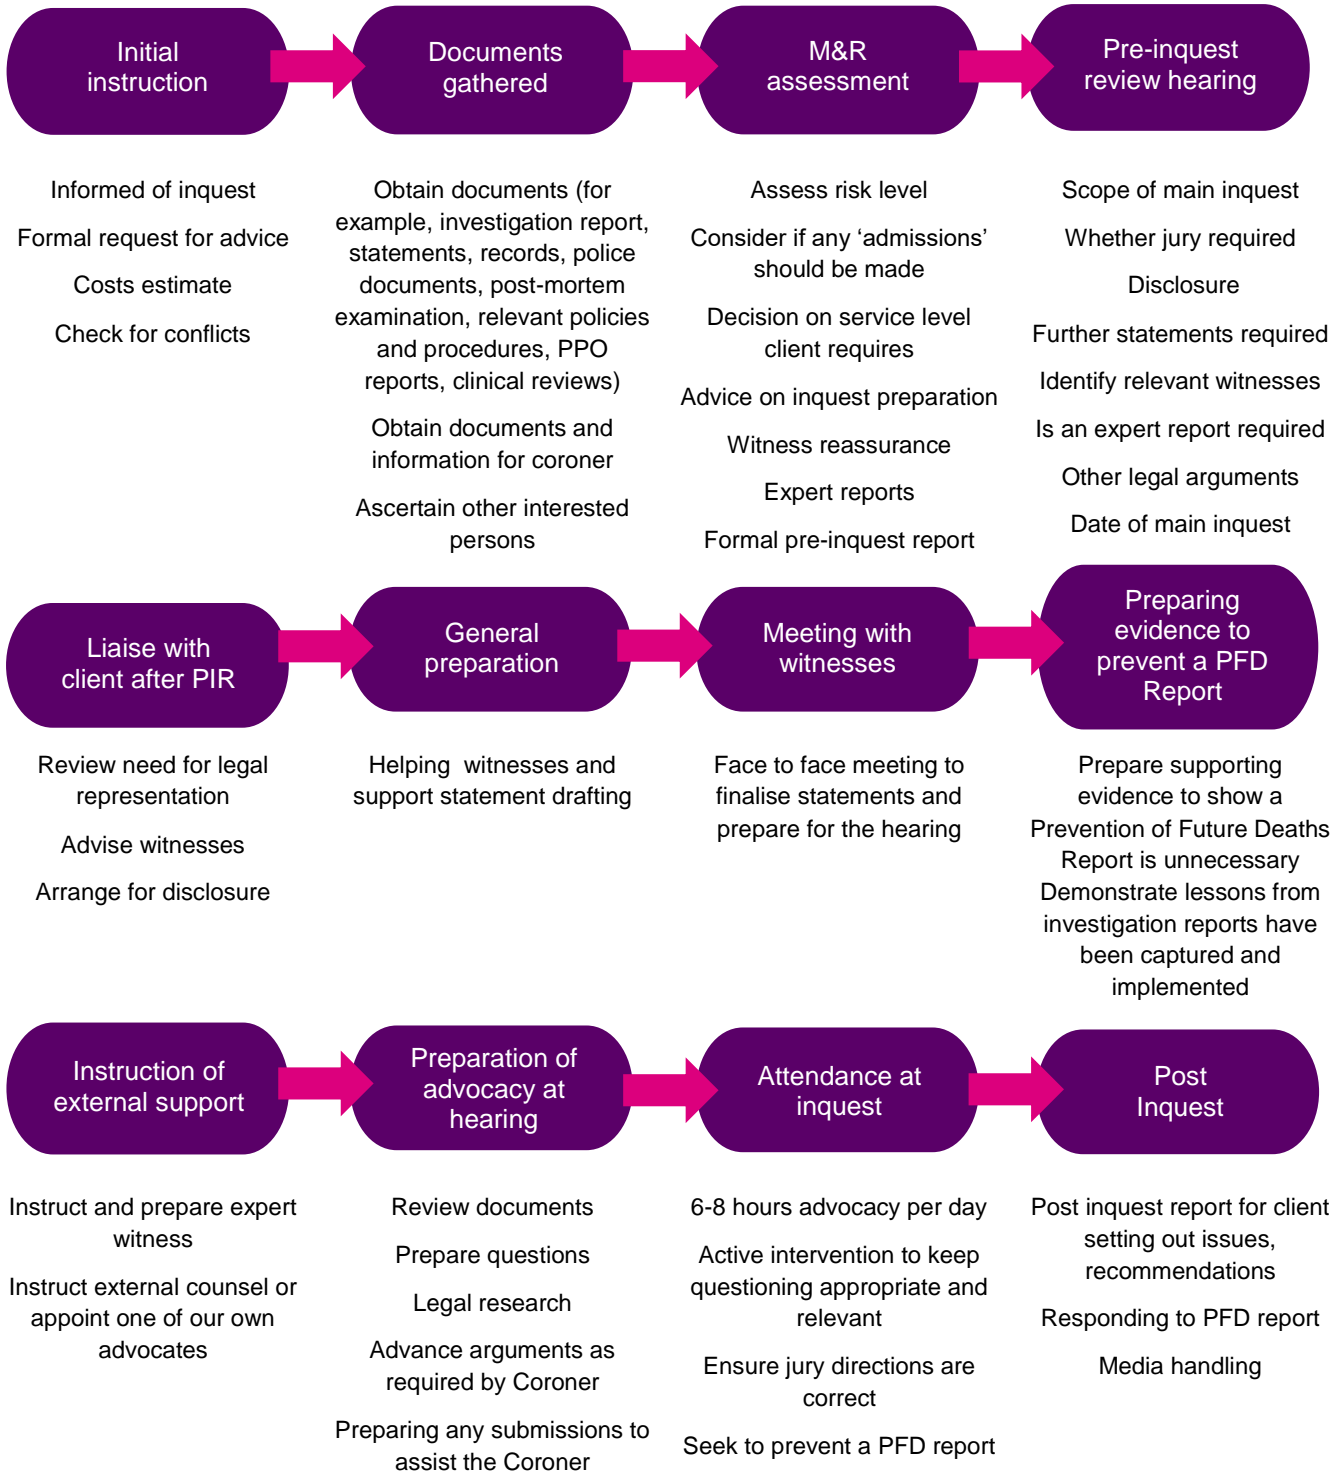 Initial
instruction
Documents
gathered
M&R
assessment
Pre-inquest
review hearing
Informed of inquest
Formal request for advice
Costs estimate
Check for conflicts
Obtain documents (for
example, investigation report,
statements, records, police
documents, post-mortem
examination, relevant policies
and procedures, PPO
reports, clinical reviews)
Obtain documents and
information for coroner
Ascertain other interested
persons
Assess risk level
Consider if any ‘admissions’
should be made
Decision on service level
client requires
Advice on inquest preparation
Witness reassurance
Expert reports
Formal pre-inquest report
Scope of main inquest
Whether jury required
Disclosure
Further statements required
Identify relevant witnesses
Is an expert report required
Other legal arguments
Date of main inquest
Liaise with
client after PIR
General
preparation
Meeting with
witnesses
Preparing
evidence to
prevent a PFD
Report
Review need for legal
representation
Advise witnesses
Arrange for disclosure
Helping witnesses and
support statement drafting
Face to face meeting to
finalise statements and
prepare for the hearing
Prepare supporting
evidence to show a
Prevention of Future Deaths
Report is unnecessary
Demonstrate lessons from
investigation reports have
been captured and
implemented
Instruction of
external support
Preparation of
advocacy at
hearing
Attendance at
inquest
Post
Inquest
Instruct and prepare expert
witness
Instruct external counsel or
appoint one of our own
advocates
Review documents
Prepare questions
Legal research
Advance arguments as
required by Coroner
Preparing any submissions to
assist the Coroner
6-8 hours advocacy per day
Active intervention to keep
questioning appropriate and
relevant
Ensure jury directions are
correct
Seek to prevent a PFD report
Post inquest report for client
setting out issues,
recommendations
Responding to PFD report
Media handling